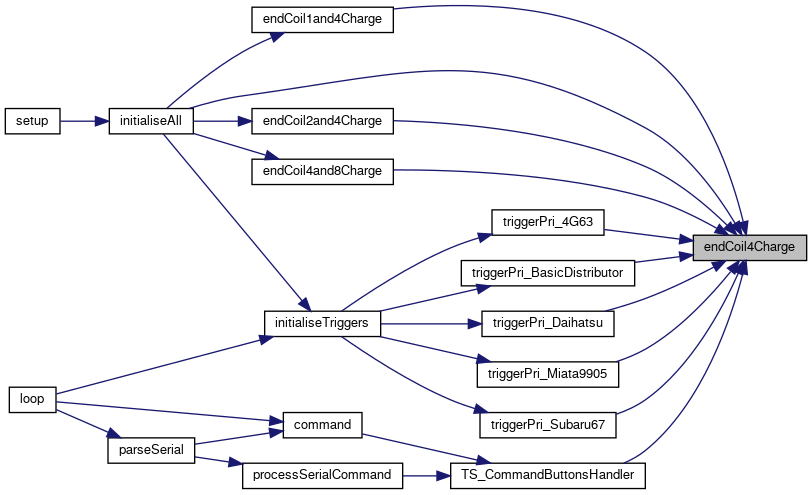 endCoil1and4Charge
setup
initialiseAll
endCoil2and4Charge
endCoil4and8Charge
triggerPri_4G63
endCoil4Charge
triggerPri_BasicDistributor
initialiseTriggers
triggerPri_Daihatsu
triggerPri_Miata9905
loop
command
triggerPri_Subaru67
parseSerial
processSerialCommand
TS_CommandButtonsHandler